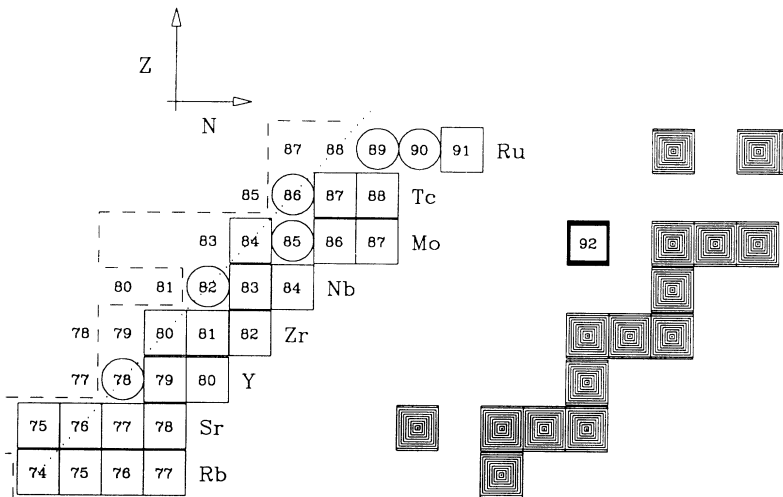 Z
N
87 88 89 90 91 Ru
85 86 87 88 Tc
83 84 85 86 87 Mo 92
80 81 82 83 84 Nb
78 79 80 81 82 Zr
77 78 79 80 Y
75 76 77 78 Sr
74 75 76 77 Rb